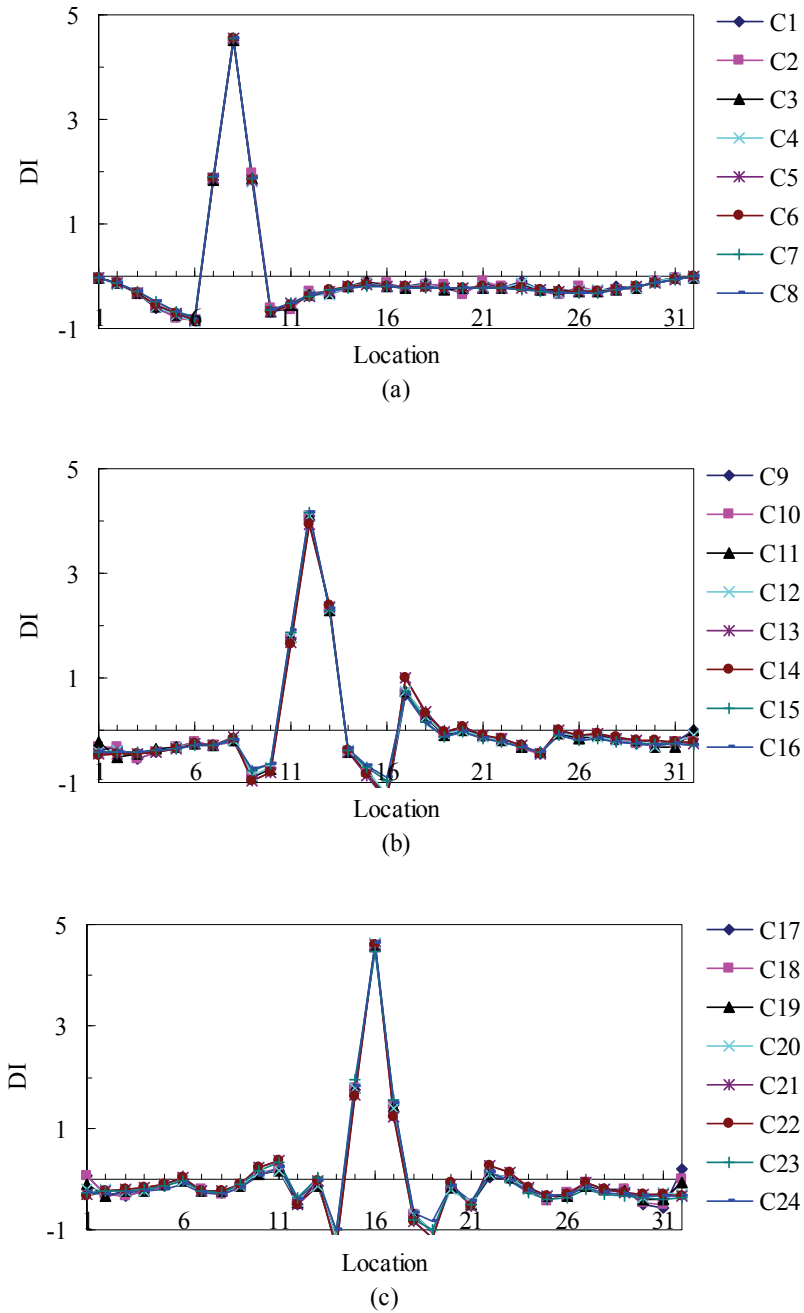 5
3
1
-1
DI
1
6
11
16
21
26
31
Location
C1
C2
C3
C4
C5
C6
C7
C8
(a)
5
3
1
-1
DI
1
6
11
16
21
26
31
Location
C9
C10
C11
C12
C13
C14
C15
C16
(b)
5
3
1
-1
DI
1
6
11
16
21
26
31
Location
C17
C18
C19
C20
C21
C22
C23
C24
(c)